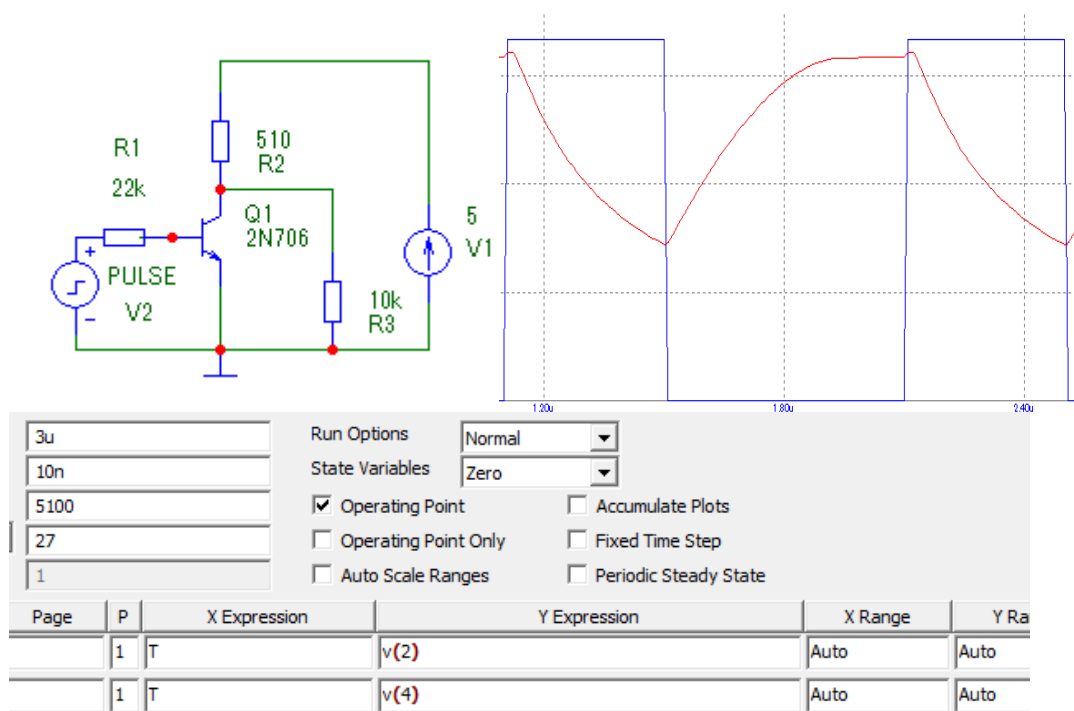 R1
22k
510
R2
Q1
2N706
5
V1
+
PULSE
V2
−
10k
R3
1.20u 1.80u 2.40u
3u
10n
5100
27
1
Run Options Normal
State Variables Zero
Operating Point
Operating Point Only
Auto Scale Ranges
Accumulate Plots
Fixed Time Step
Periodic Steady State
Page P X Expression Y Expression X Range Y Ra
1 T v(2) Auto Auto
1 T v(4) Auto Auto